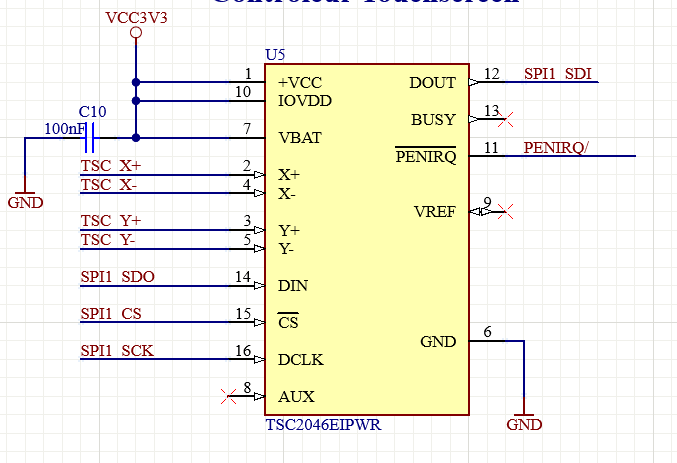 Controleur Touchscreen
VCC3V3
U5
1 +VCC DOUT 12 SPI1_SDI
10 IOVDD
C10
100nF
BUSY 13
7 VBAT
PENIRQ 11 PENIRQ/
TSC_X+ 2 X+
TSC_X- 4 X-
GND
VREF 9
TSC_Y+ 3 Y+
TSC_Y- 5 Y-
SPI1_SDO 14 DIN
SPI1_CS 15 CS
GND 6
SPI1_SCK 16 DCLK
8 AUX
TSC2046EIPWR
GND